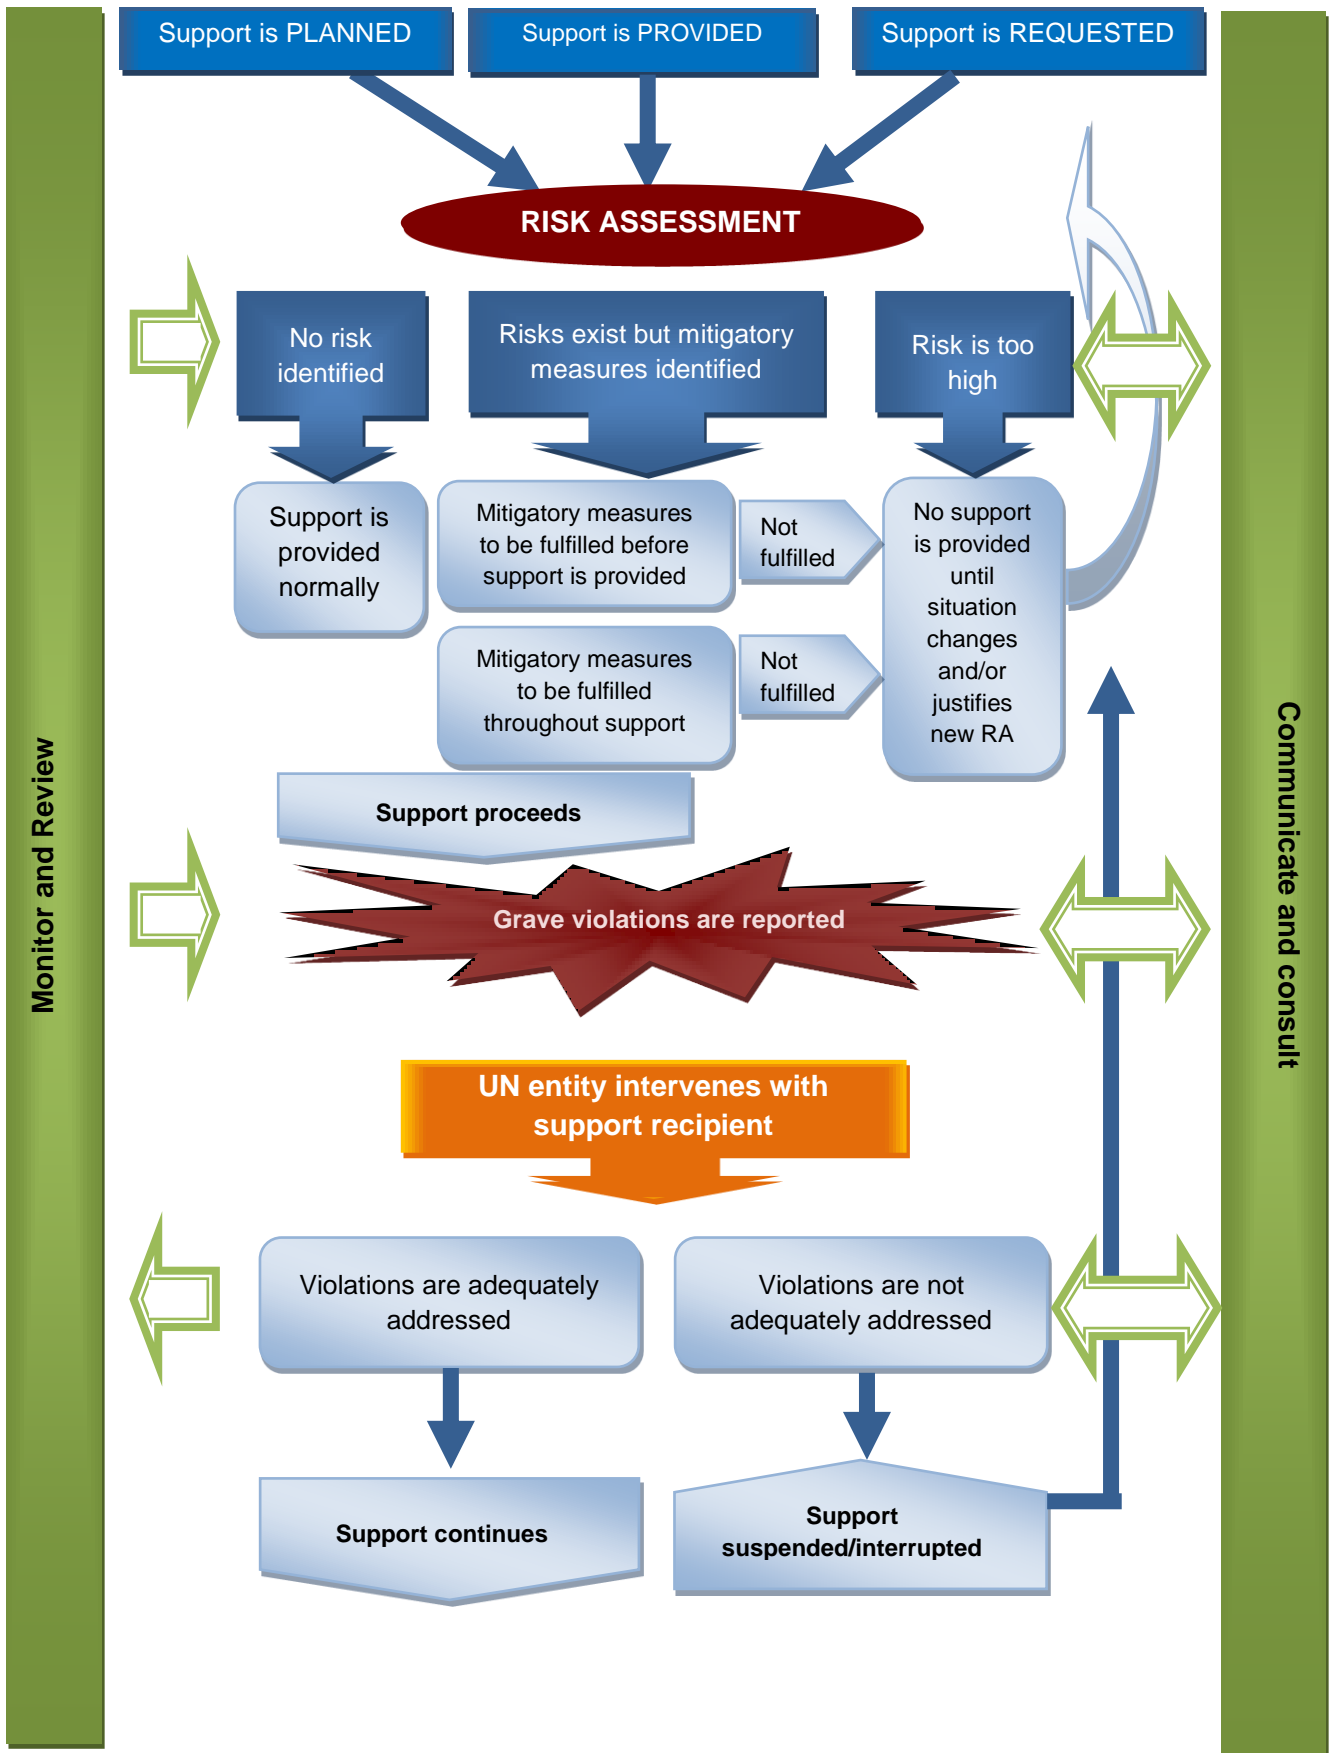 Support is PLANNED
Support is PROVIDED
Support is REQUESTED
RISK ASSESSMENT
No risk
identified
Risks exist but mitigatory
measures identified
Risk is too
high
Support is
provided
normally
Mitigatory measures
to be fulfilled before
support is provided
Not
fulfilled
No support
is provided
until
situation
changes
and/or
justifies
new RA
Mitigatory measures
to be fulfilled
throughout support
Not
fulfilled
Support proceeds
Monitor and Review
Communicate and consult
Grave violations are reported
UN entity intervenes with
support recipient
Violations are adequately
addressed
Violations are not
adequately addressed
Support continues
Support
suspended/interrupted